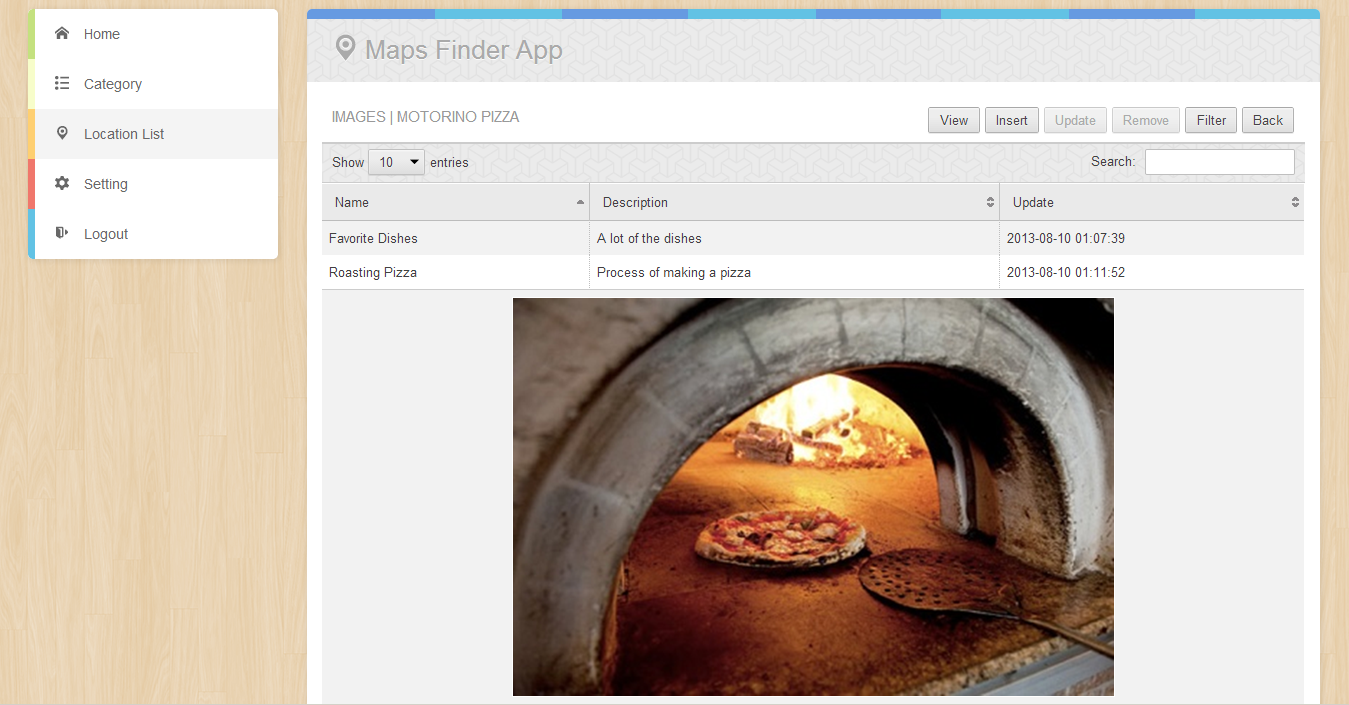 Home
Category
Location List
Setting
Logout
Maps Finder App
IMAGES | MOTORINO PIZZA
View Insert Update Remove Filter Back
Show 10 entries Search:
Name Description Update
Favorite Dishes A lot of the dishes 2013-08-10 01:07:39
Roasting Pizza Process of making a pizza 2013-08-10 01:11:52